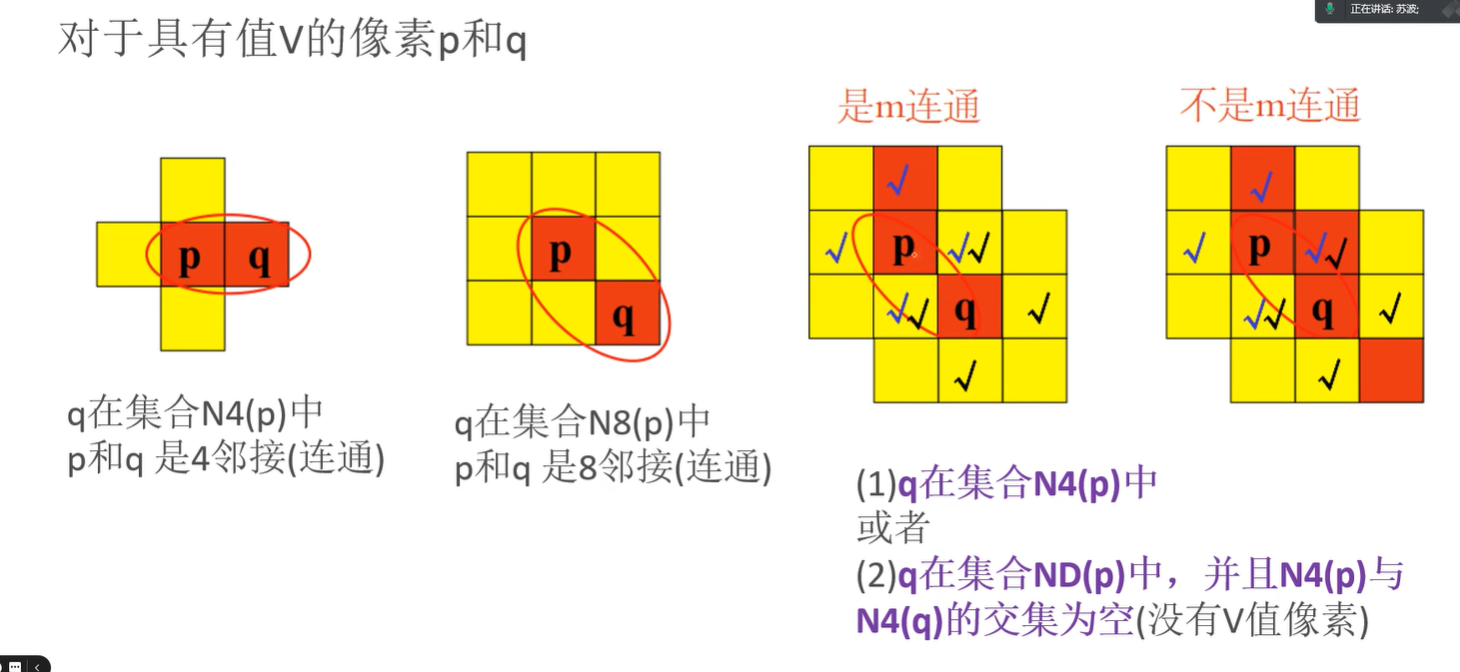 正在讲话: 苏波;
对于具有值V的像素p和q
是m连通
不是m连通
√
√
p
q
p
q
√
p
√√
√
p
√√
√√
q
√
√√
q
√
√
√
q在集合N4(p)中
p和q 是4邻接(连通)
q在集合N8(p)中
p和q 是8邻接(连通)
(1)q在集合N4(p)中
或者
(2)q在集合ND(p)中，并且N4(p)与
N4(q)的交集为空(没有V值像素)